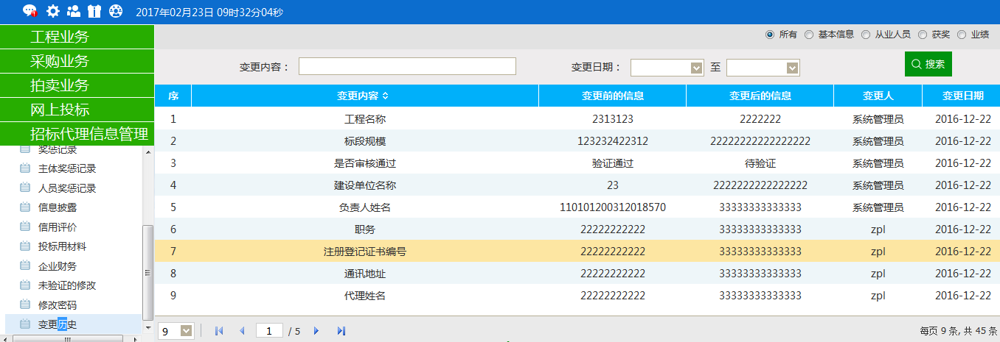 2017年02月23日 09时32分04秒
工程业务
采购业务
拍卖业务
网上投标
招标代理信息管理
奖惩记录
主体奖惩记录
人员奖惩记录
信息披露
信用评价
投标用材料
企业财务
未验证的修改
修改密码
变更历史
所有 基本信息 从业人员 获奖 业绩
变更内容： 变更日期： 至 搜索
序 变更内容 变更前的信息 变更后的信息 变更人 变更日期
1 工程名称 2313123 2222222 系统管理员 2016-12-22
2 标段规模 123232422312 22222222222222222 系统管理员 2016-12-22
3 是否审核通过 验证通过 待验证 系统管理员 2016-12-22
4 建设单位名称 23 2222222222222222 系统管理员 2016-12-22
5 负责人姓名 110101200312018570 33333333333333 系统管理员 2016-12-22
6 职务 22222222222 33333333333333 zpl 2016-12-22
7 注册登记证书编号 22222222222 33333333333333 zpl 2016-12-22
8 通讯地址 22222222222 33333333333333 zpl 2016-12-22
9 代理姓名 22222222222 33333333333333 zpl 2016-12-22
9 1 / 5 每页 9 条, 共 45 条